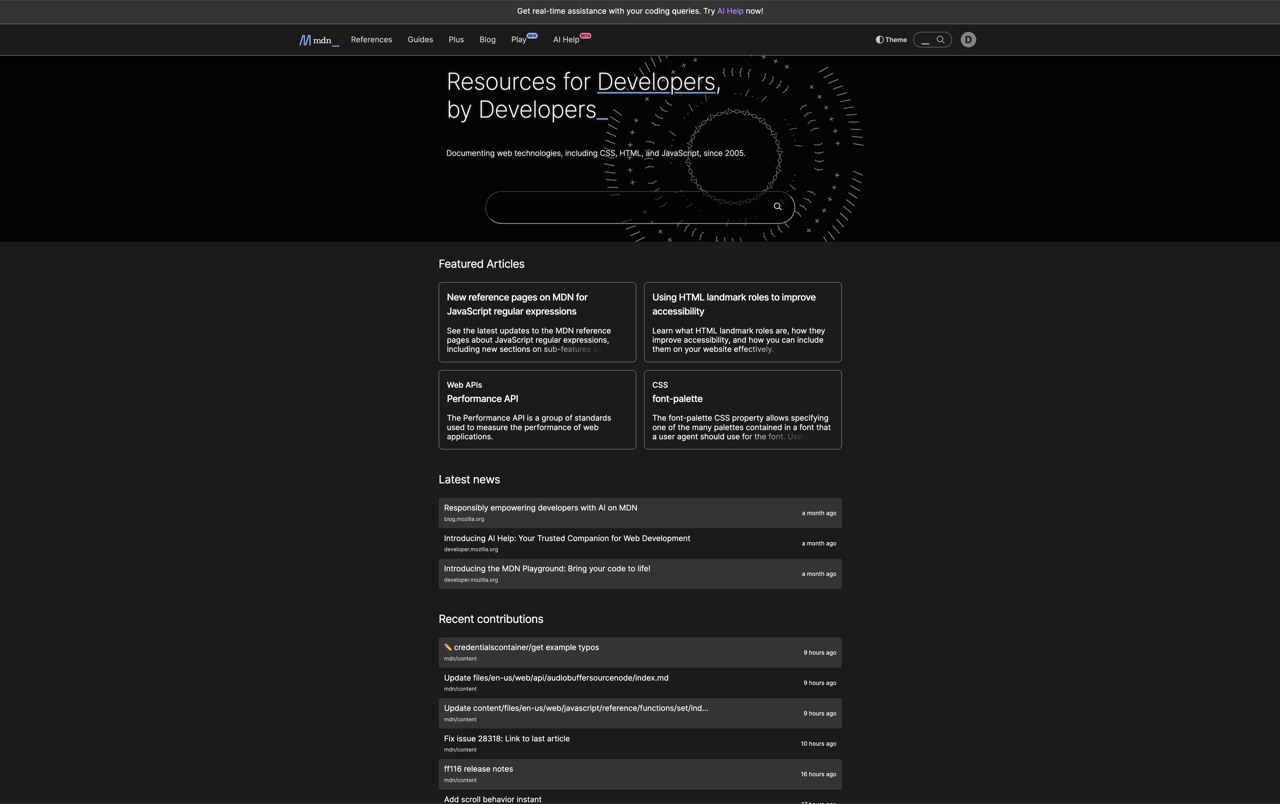 Get real-time assistance with your coding queries. Try AI Help now!
mdn_ References Guides Plus Blog Play NEW AI Help BETA Theme D
Resources for Developers,
by Developers_
Documenting web technologies, including CSS, HTML, and JavaScript, since 2005.
Featured Articles
New reference pages on MDN for
JavaScript regular expressions
See the latest updates to the MDN reference
pages about JavaScript regular expressions,
including new sections on sub-features
Using HTML landmark roles to improve
accessibility
Learn what HTML landmark roles are, how they
improve accessibility, and how you can include
them on your website effectively.
Web APIs
Performance API
The Performance API is a group of standards
used to measure the performance of web
applications.
CSS
font-palette
The font-palette CSS property allows specifying
one of the many palettes contained in a font that
a user agent should use for the font.
Latest news
Responsibly empowering developers with AI on MDN
blog.mozilla.org
a month ago
Introducing AI Help: Your Trusted Companion for Web Development
developer.mozilla.org
a month ago
Introducing the MDN Playground: Bring your code to life!
developer.mozilla.org
a month ago
Recent contributions
✏️ credentialscontainer/get example typos
mdn/content
9 hours ago
Update files/en-us/web/api/audiobuffersourcenode/index.md
mdn/content
9 hours ago
Update content/files/en-us/web/javascript/reference/functions/set/ind...
mdn/content
9 hours ago
Fix issue 28318: Link to last article
mdn/content
10 hours ago
ff116 release notes
mdn/content
16 hours ago
Add scroll behavior instant